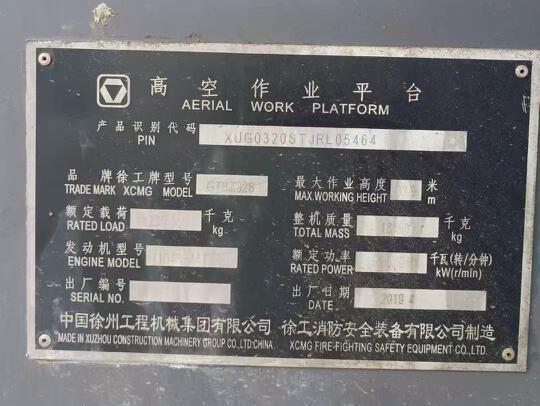 高空作业平台
AERIAL WORK PLATFORM
产品识别代码
PIN XUG0320STJRL05464
品牌徐工牌型号
TRADE MARK XCMG MODEL
最大作业高度 米
MAX.WORKING HEIGHT m
额定载荷 千克
RATED LOAD kg
整机质量 千克
TOTAL MASS kg
发动机型号
ENGINE MODEL
额定功率 千瓦(转/分钟)
RATED POWER kW(r/min)
出厂编号
SERIAL NO.
出厂日期
DATE 2019 4
中国徐州工程机械集团有限公司 徐工消防安全装备有限公司制造
MADE IN XUZHOU CONSTRUCTION MACHINERY GROUP CO.,LTD.CHINA XCMG FIRE-FIGHTING SAFETY EQUIPMENT CO.,LTD.